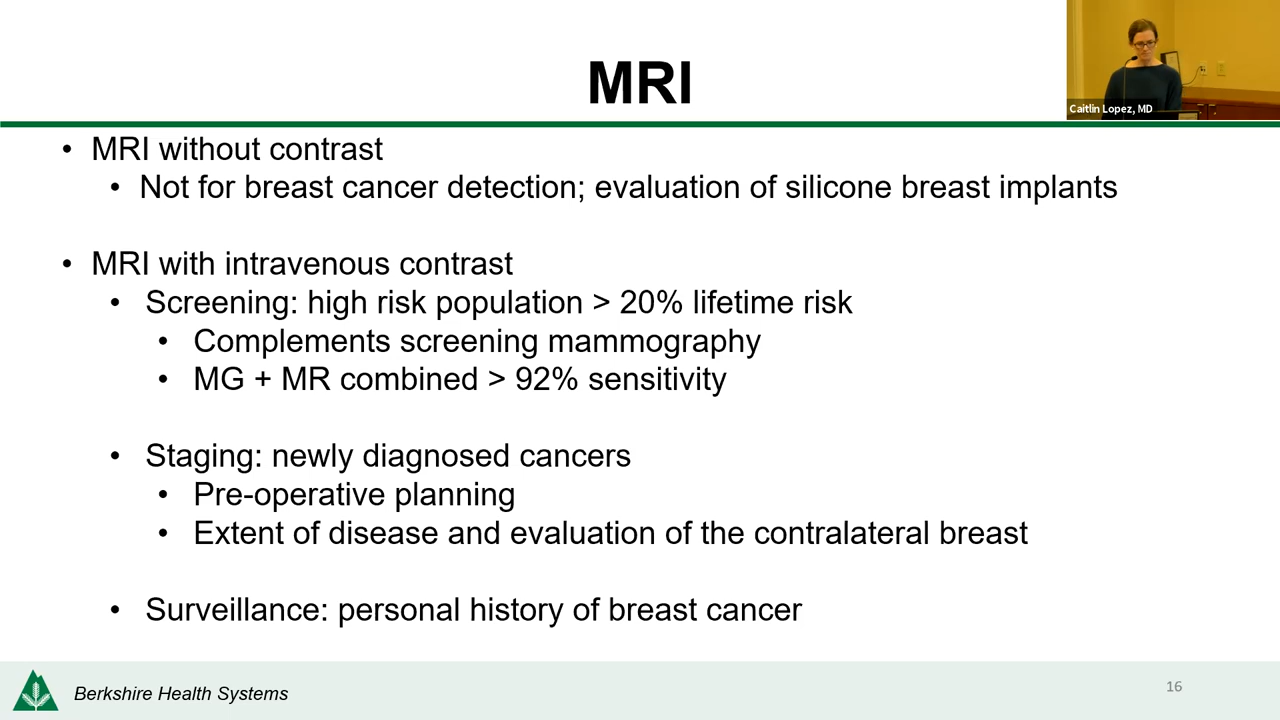 MRI
Caitlin Lopez, MD
• MRI without contrast
• Not for breast cancer detection; evaluation of silicone breast implants
• MRI with intravenous contrast
• Screening: high risk population > 20% lifetime risk
• Complements screening mammography
• MG + MR combined > 92% sensitivity
• Staging: newly diagnosed cancers
• Pre-operative planning
• Extent of disease and evaluation of the contralateral breast
• Surveillance: personal history of breast cancer
Berkshire Health Systems
16